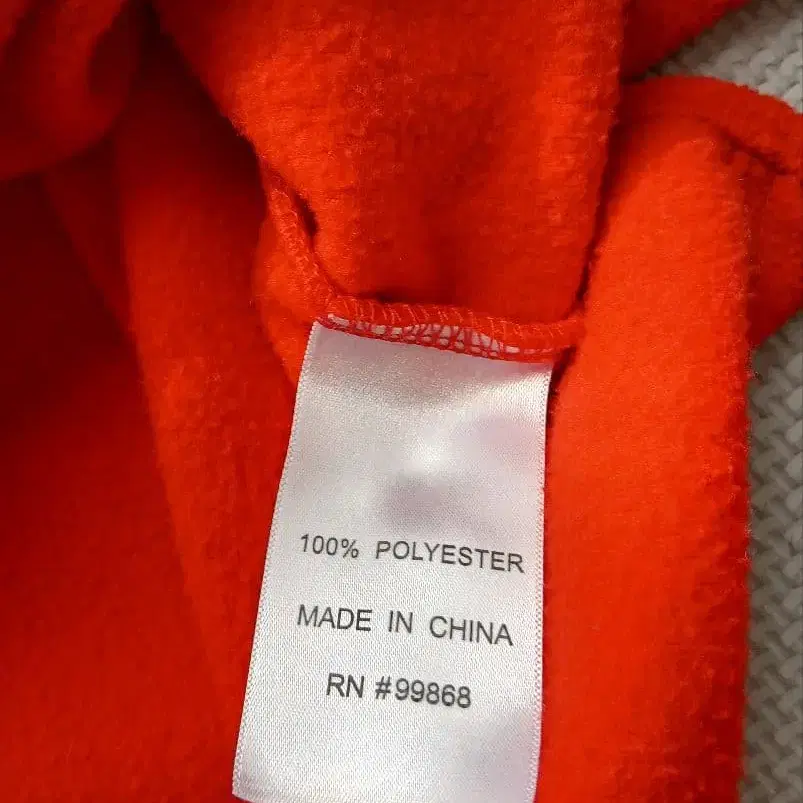 100% POLYESTER
MADE IN CHINA
RN #99868